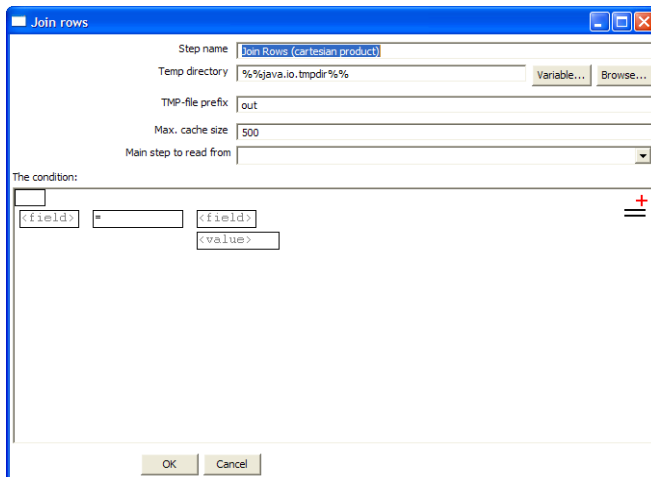 Join rows
Step name Join Rows (cartesian product)
Temp directory %%java.io.tmpdir%% Variable... Browse...
TMP-file prefix out
Max. cache size 500
Main step to read from
The condition:
<field> = <field>
<value>
OK Cancel